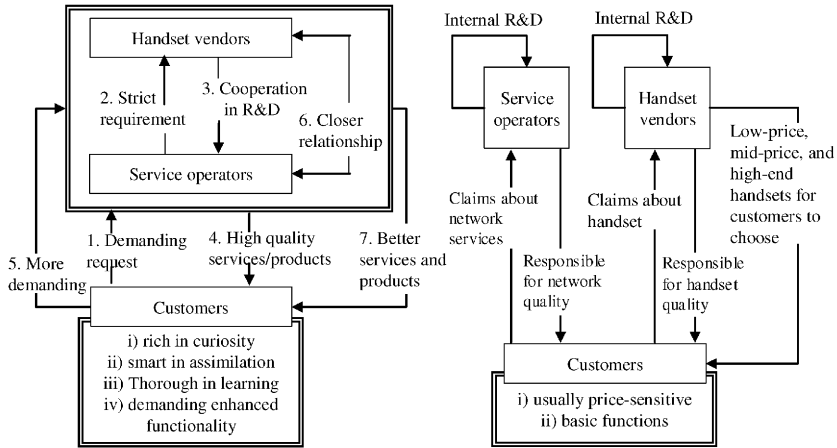 Handset vendors
2. Strict
requirement
3. Cooperation
in R&D
6. Closer
relationship
Service operators
1. Demanding
request
4. High quality
services/products
5. More
demanding
7. Better
services and
products
Customers
i) rich in curiosity
ii) smart in assimilation
iii) Thorough in learning
iv) demanding enhanced
functionality
Internal R&D
Internal R&D
Service
operators
Handset
vendors
Low-price,
mid-price, and
high-end
handsets for
customers to
choose
Claims about
network
services
Claims about
handset
Responsible
for network
quality
Responsible
for handset
quality
Customers
i) usually price-sensitive
ii) basic functions